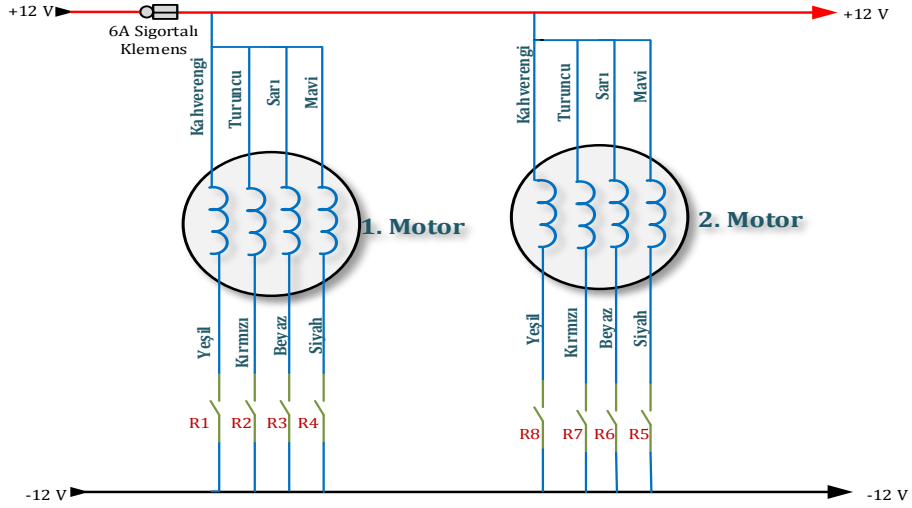 +12 V
+12 V
6A Sigortalı
Klemens
Kahverengi
Turuncu
Sarı
Mavi
Kahverengi
Turuncu
Sarı
Mavi
1. Motor
2. Motor
Yeşil
Kırmızı
Beyaz
Siyah
Yeşil
Kırmızı
Beyaz
Siyah
R1
R2
R3
R4
R8
R7
R6
R5
-12 V
-12 V